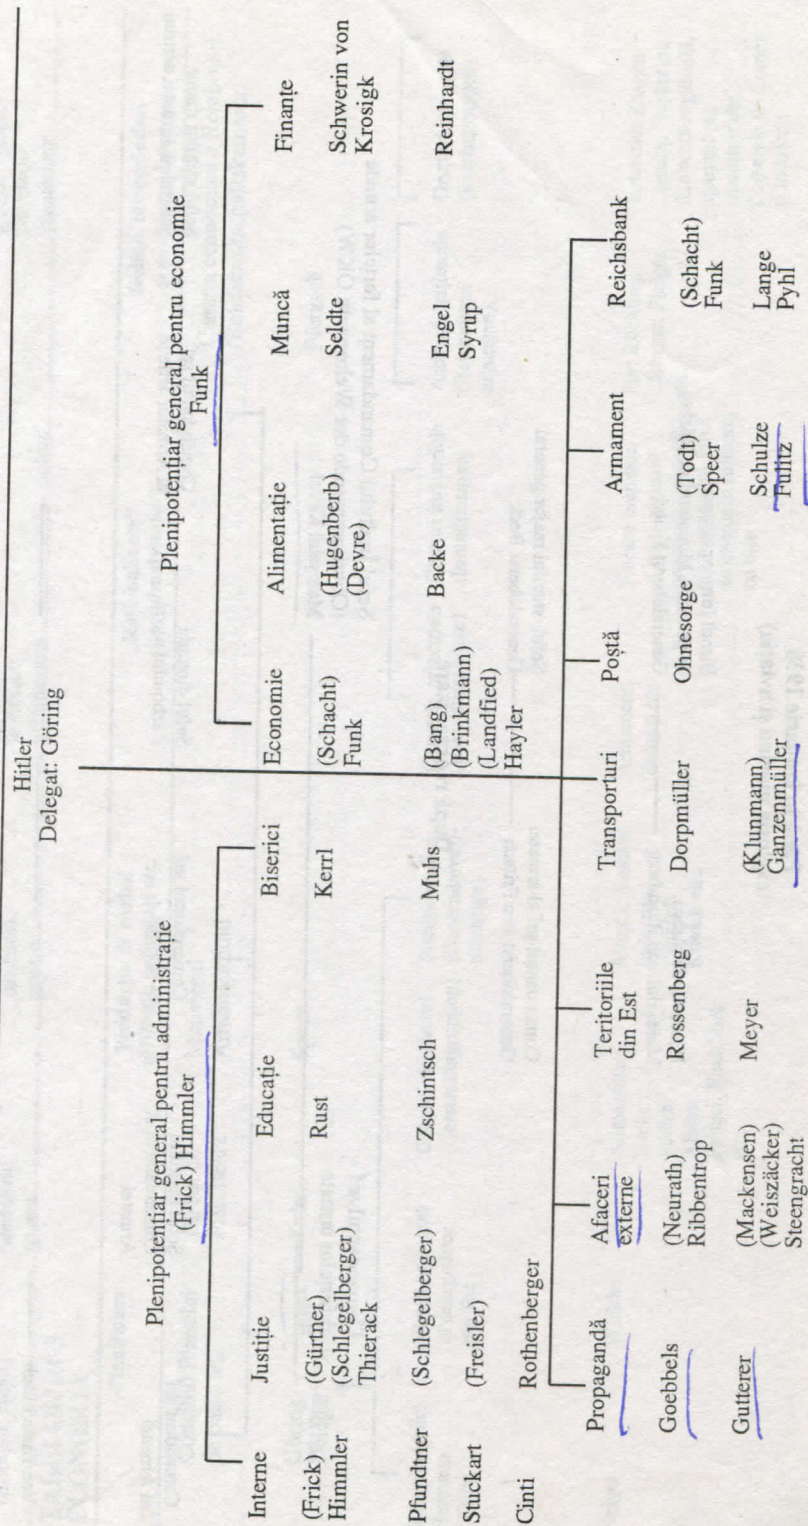 Hitler
Delegat: Göring
Plenipotențiar general pentru administrație
(Frick) Himmler
Plenipotențiar general pentru economie
Funk
Interne
Justiție
Educație
Biserici
Economie
Alimentație
Muncă
Finanțe
(Frick)
Himmler
(Gürtner)
(Schlegelberger)
Thierack
Rust
Kerrl
(Schacht)
Funk
(Hugenberb)
(Devre)
Seldte
Schwerin von
Krosigk
Pfundtner
Stuckart
Cinti
(Schlegelberger)
(Freisler)
Rothenberger
Zschintsch
Muhs
(Bang)
(Brinkmann)
(Landfied)
Hayler
Backe
Engel
Syrup
Reinhardt
Propagandă
Afaceri
externe
Teritoriile
din Est
Transporturi
Poștă
Armament
Reichsbank
Goebbels
(Neurath)
Ribbentrop
Rossenberg
Dorpmüller
Ohnesorge
(Todt)
Speer
(Schacht)
Funk
Gutterer
(Mackensen)
(Weiszäcker)
Steengracht
Meyer
(Klunmann)
Ganzenmüller
Schulze
Fulitz
Lange
Pyhl